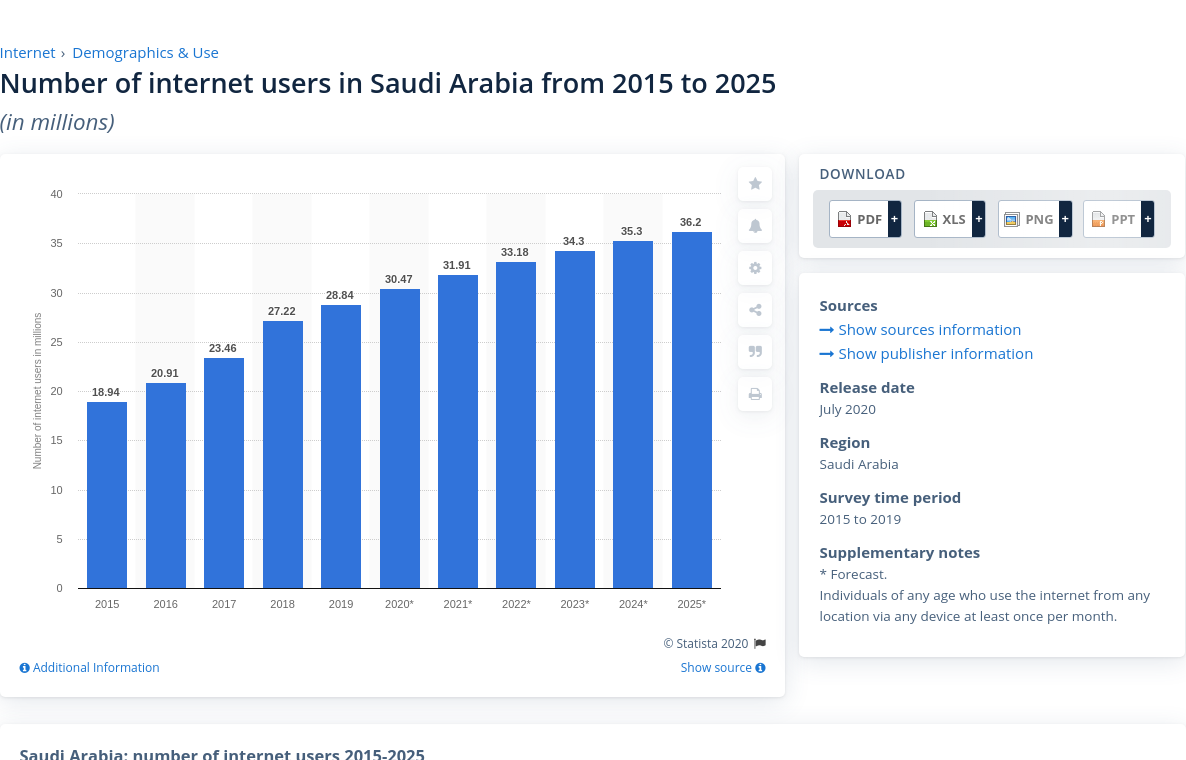 Internet › Demographics & Use
Number of internet users in Saudi Arabia from 2015 to 2025
(in millions)
Number of internet users in millions
40
35
30
25
20
15
10
5
0
18.94
20.91
23.46
27.22
28.84
30.47
31.91
33.18
34.3
35.3
36.2
2015 2016 2017 2018 2019 2020* 2021* 2022* 2023* 2024* 2025*
© Statista 2020
Additional Information
Show source
DOWNLOAD
PDF + XLS + PNG + PPT +
Sources
Show sources information
Show publisher information
Release date
July 2020
Region
Saudi Arabia
Survey time period
2015 to 2019
Supplementary notes
* Forecast.
Individuals of any age who use the internet from any
location via any device at least once per month.
Saudi Arabia: number of internet users 2015-2025